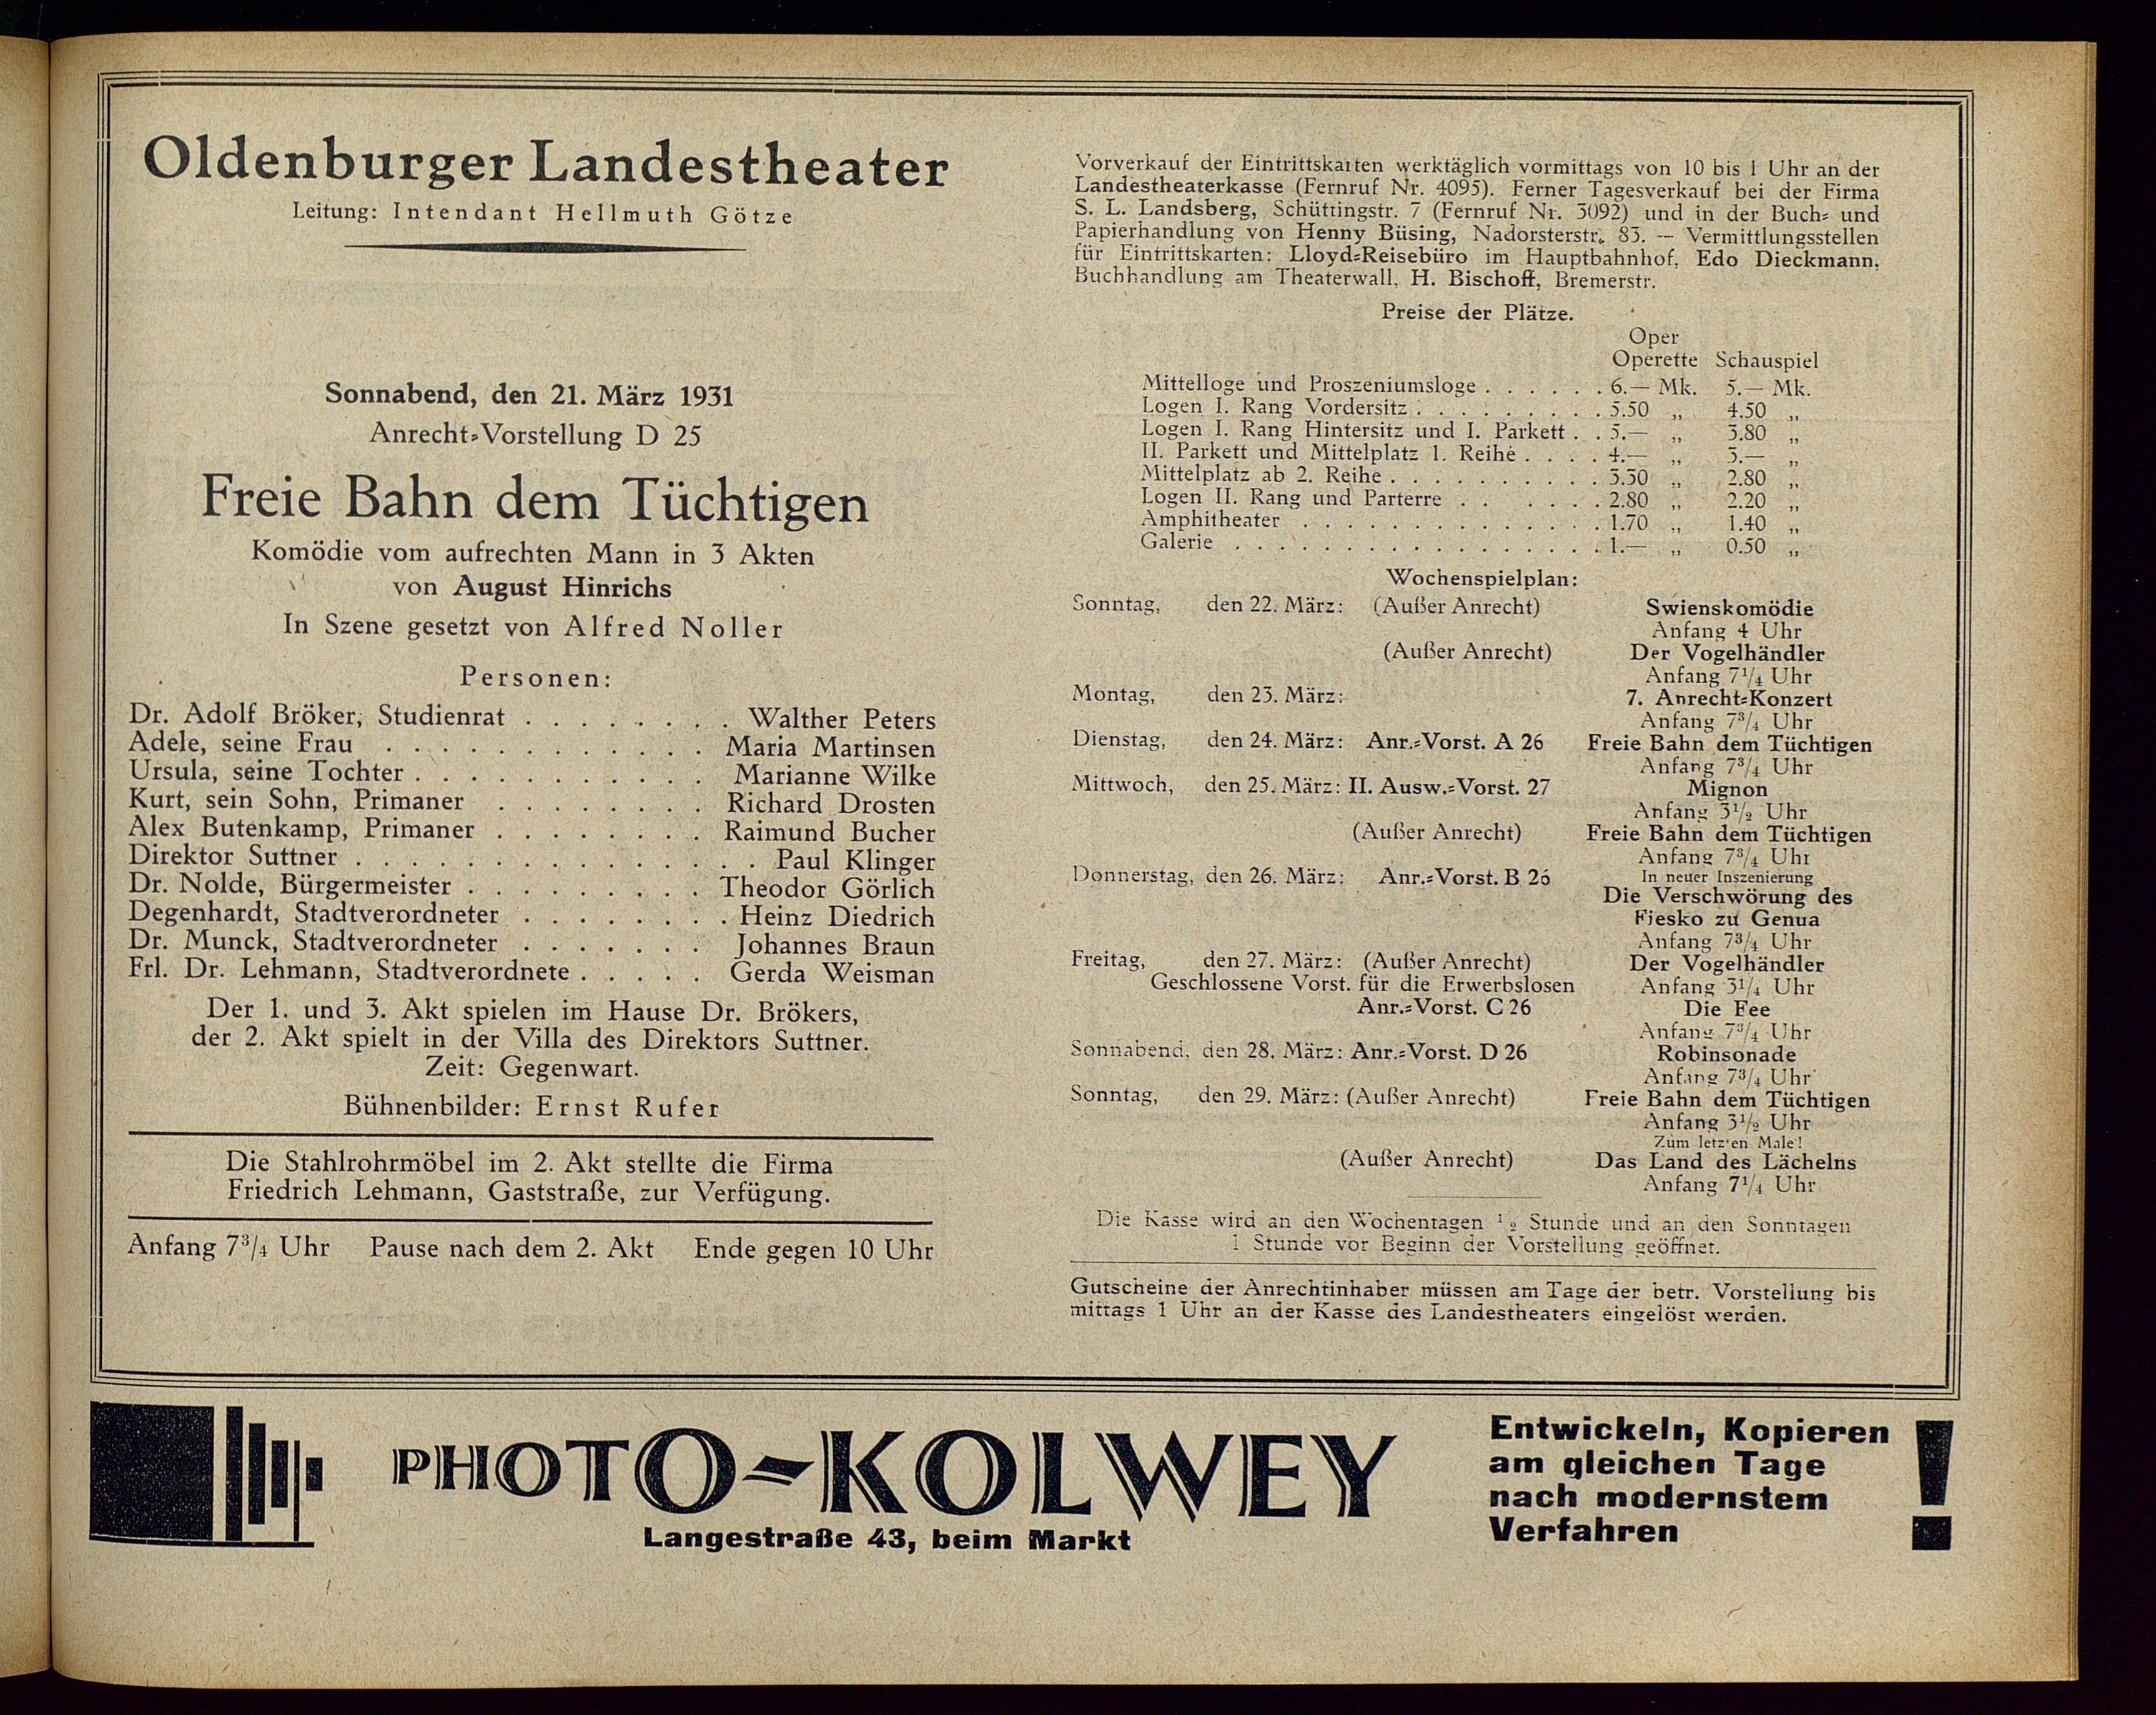 Oldenburger Landestheater
Leitung: Intendant Hellmuth Götze
Sonnabend, den 21. März 1931
Anrecht-Vorstellung D 25
Freie Bahn dem Tüchtigen
Komödie vom aufrechten Mann in 3 Akten
von August Hinrichs
In Szene gesetzt von Alfred Noller
Personen:
Dr. Adolf Bröker, Studienrat . . . . . . . . Walther Peters
Adele, seine Frau . . . . . . . . . . . . Maria Martinsen
Ursula, seine Tochter . . . . . . . . . . . Marianne Wilke
Kurt, sein Sohn, Primaner . . . . . . . . Richard Drosten
Alex Butenkamp, Primaner . . . . . . . . Raimund Bucher
Direktor Suttner . . . . . . . . . . . . . . . Paul Klinger
Dr. Nolde, Bürgermeister . . . . . . . . . Theodor Görlich
Degenhardt, Stadtverordneter . . . . . . . . Heinz Diedrich
Dr. Munck, Stadtverordneter . . . . . . . Johannes Braun
Frl. Dr. Lehmann, Stadtverordnete . . . . . Gerda Weisman
Der 1. und 3. Akt spielen im Hause Dr. Brökers,
der 2. Akt spielt in der Villa des Direktors Suttner.
Zeit: Gegenwart.
Bühnenbilder: Ernst Rufer
Die Stahlrohrmöbel im 2. Akt stellte die Firma
Friedrich Lehmann, Gaststraße, zur Verfügung.
Anfang 7¾ Uhr Pause nach dem 2. Akt Ende gegen 10 Uhr
Vorverkauf der Eintrittskarten werktäglich vormittags von 10 bis 1 Uhr an der
Landestheaterkasse (Fernruf Nr. 4095). Ferner Tagesverkauf bei der Firma
S. L. Landsberg, Schüttingstr. 7 (Fernruf Nr. 3092) und in der Buch- und
Papierhandlung von Henny Büsing, Nadorsterstr. 83. — Vermittlungsstellen
für Eintrittskarten: Lloyd-Reisebüro im Hauptbahnhof, Edo Dieckmann,
Buchhandlung am Theaterwall, H. Bischoff, Bremerstr.
Preise der Plätze.
Oper
Operette Schauspiel
Mittelloge und Proszeniumsloge . . . . . . 6.— Mk. 5.— Mk.
Logen I. Rang Vordersitz . . . . . . . . . 5.50 „ 4.50 „
Logen I. Rang Hintersitz und I. Parkett . . 5.— „ 3.80 „
II. Parkett und Mittelplatz 1. Reihe . . . . 4.— „ 3.— „
Mittelplatz ab 2. Reihe . . . . . . . . . . 3.50 „ 2.80 „
Logen II. Rang und Parterre . . . . . . 2.80 „ 2.20 „
Amphitheater . . . . . . . . . . . . . . 1.70 „ 1.40 „
Galerie . . . . . . . . . . . . . . . . . 1.— „ 0.50 „
Wochenspielplan:
Sonntag, den 22. März: (Außer Anrecht) Swienskomödie
Anfang 4 Uhr
(Außer Anrecht) Der Vogelhändler
Anfang 7¼ Uhr
Montag, den 23. März: 7. Anrecht-Konzert
Anfang 7¾ Uhr
Dienstag, den 24. März: Anr.-Vorst. A 26 Freie Bahn dem Tüchtigen
Anfang 7¾ Uhr
Mittwoch, den 25. März: II. Ausw.-Vorst. 27 Mignon
Anfang 3½ Uhr
(Außer Anrecht) Freie Bahn dem Tüchtigen
Anfang 7¾ Uhr
Donnerstag, den 26. März: Anr.-Vorst. B 26 In neuer Inszenierung
Die Verschwörung des
Fiesko zu Genua
Anfang 7¾ Uhr
Freitag, den 27. März: (Außer Anrecht) Der Vogelhändler
Geschlossene Vorst. für die Erwerbslosen Anfang 3¼ Uhr
Anr.-Vorst. C 26 Die Fee
Anfang 7¾ Uhr
Sonnabend, den 28. März: Anr.-Vorst. D 26 Robinsonade
Anfang 7¾ Uhr
Sonntag, den 29. März: (Außer Anrecht) Freie Bahn dem Tüchtigen
Anfang 3½ Uhr
Zum letzten Male!
(Außer Anrecht) Das Land des Lächelns
Anfang 7¼ Uhr
Die Kasse wird an den Wochentagen ½ Stunde und an den Sonntagen
1 Stunde vor Beginn der Vorstellung geöffnet.
Gutscheine der Anrechtinhaber müssen am Tage der betr. Vorstellung bis
mittags 1 Uhr an der Kasse des Landestheaters eingelöst werden.
PHOTO-KOLWEY
Langestraße 43, beim Markt
Entwickeln, Kopieren
am gleichen Tage
nach modernstem
Verfahren !